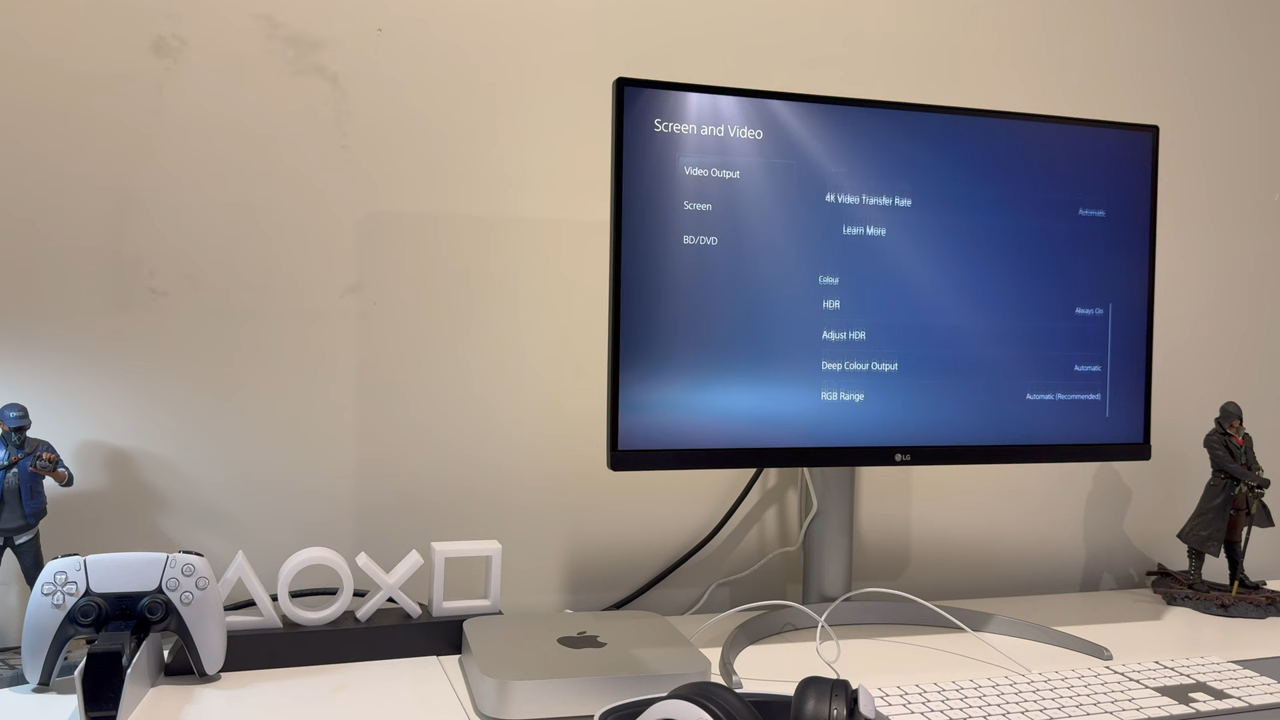 Screen and Video
Video Output
Screen
BD/DVD
4K Video Transfer Rate
Automatic
Learn More
Colour
HDR
Always On
Adjust HDR
Deep Colour Output
Automatic
RGB Range
Automatic (Recommended)
LG